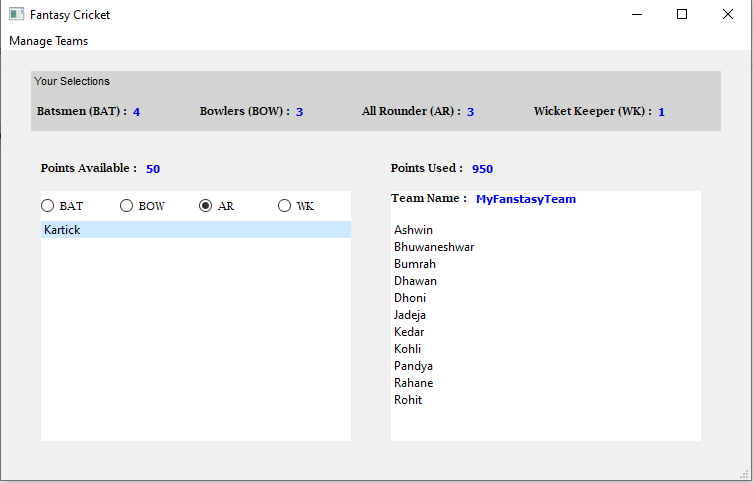 Fantasy Cricket
Manage Teams
Your Selections
Batsmen (BAT) : 4 Bowlers (BOW) : 3 All Rounder (AR) : 3 Wicket Keeper (WK) : 1
Points Available : 50 Points Used : 950
BAT BOW AR WK
Kartick
Team Name : MyFanstasyTeam
Ashwin
Bhuwaneshwar
Bumrah
Dhawan
Dhoni
Jadeja
Kedar
Kohli
Pandya
Rahane
Rohit